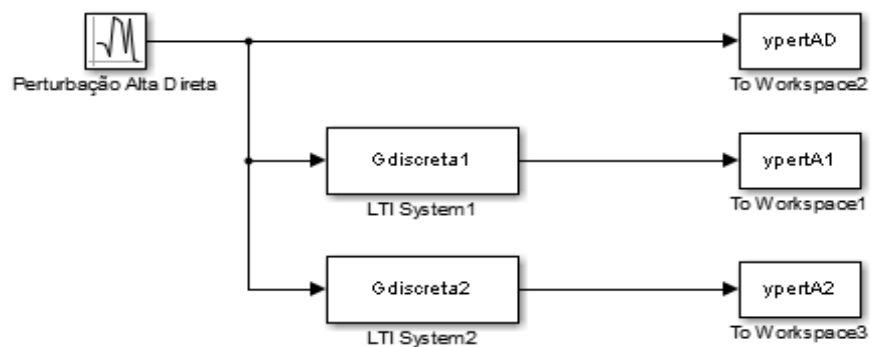 ypertAD
Perturbação Alta Direta
To Workspace2
Gdiscreta1
ypertA1
LTI System1
To Workspace1
Gdiscreta2
ypertA2
LTI System2
To Workspace3